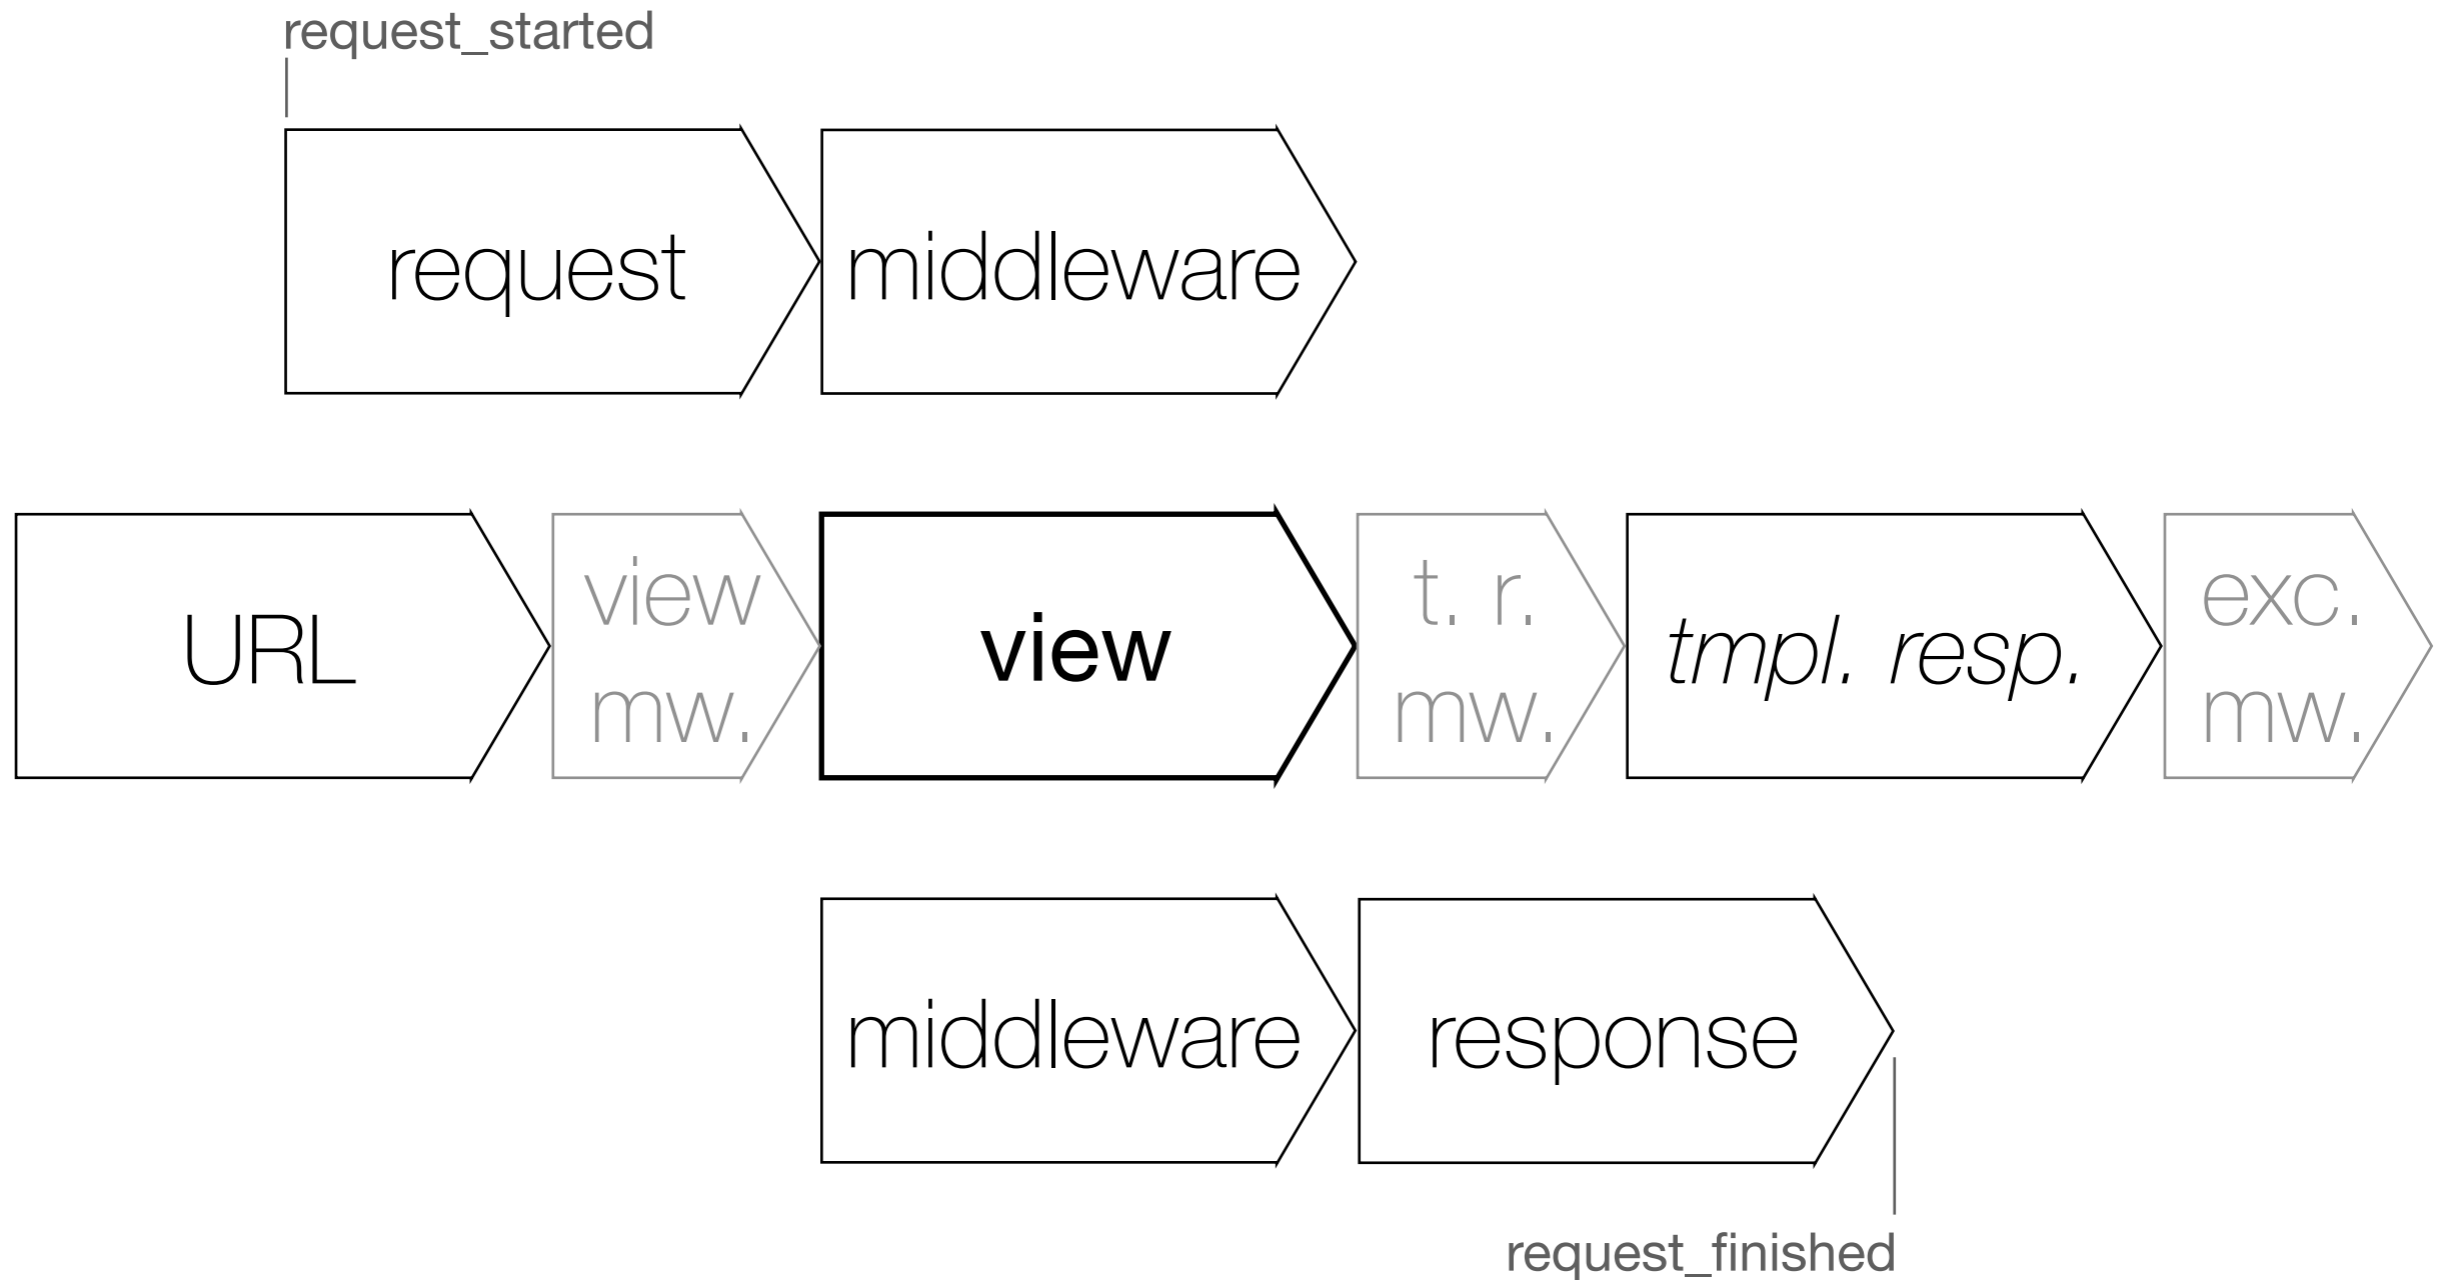 request_started
request
middleware
URL
view
mw.
view
t. r.
mw.
tmpl. resp.
exc.
mw.
middleware
response
request_finished